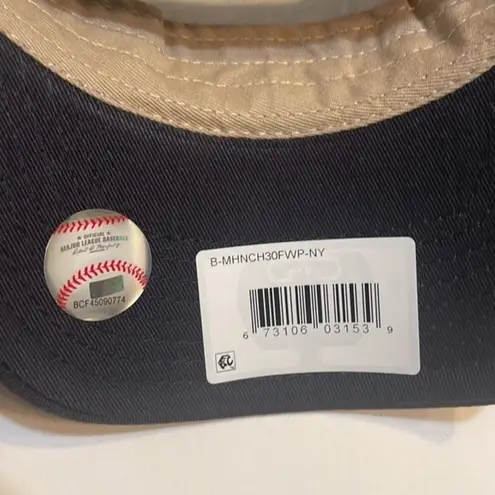 OFFICIAL
MAJOR LEAGUE BASEBALL
BCF45090774
B-MHNCH30FWP-NY
6 73106 03153 9